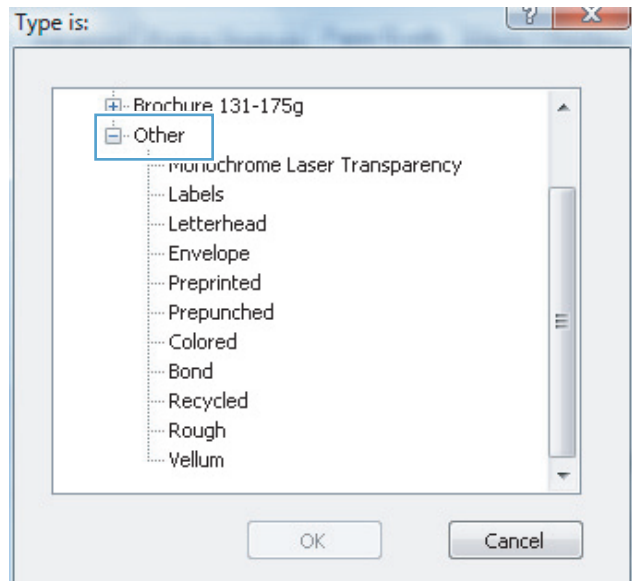 Type is:
Brochure 131-175g
Other
Monochrome Laser Transparency
Labels
Letterhead
Envelope
Preprinted
Prepunched
Colored
Bond
Recycled
Rough
Vellum
OK Cancel